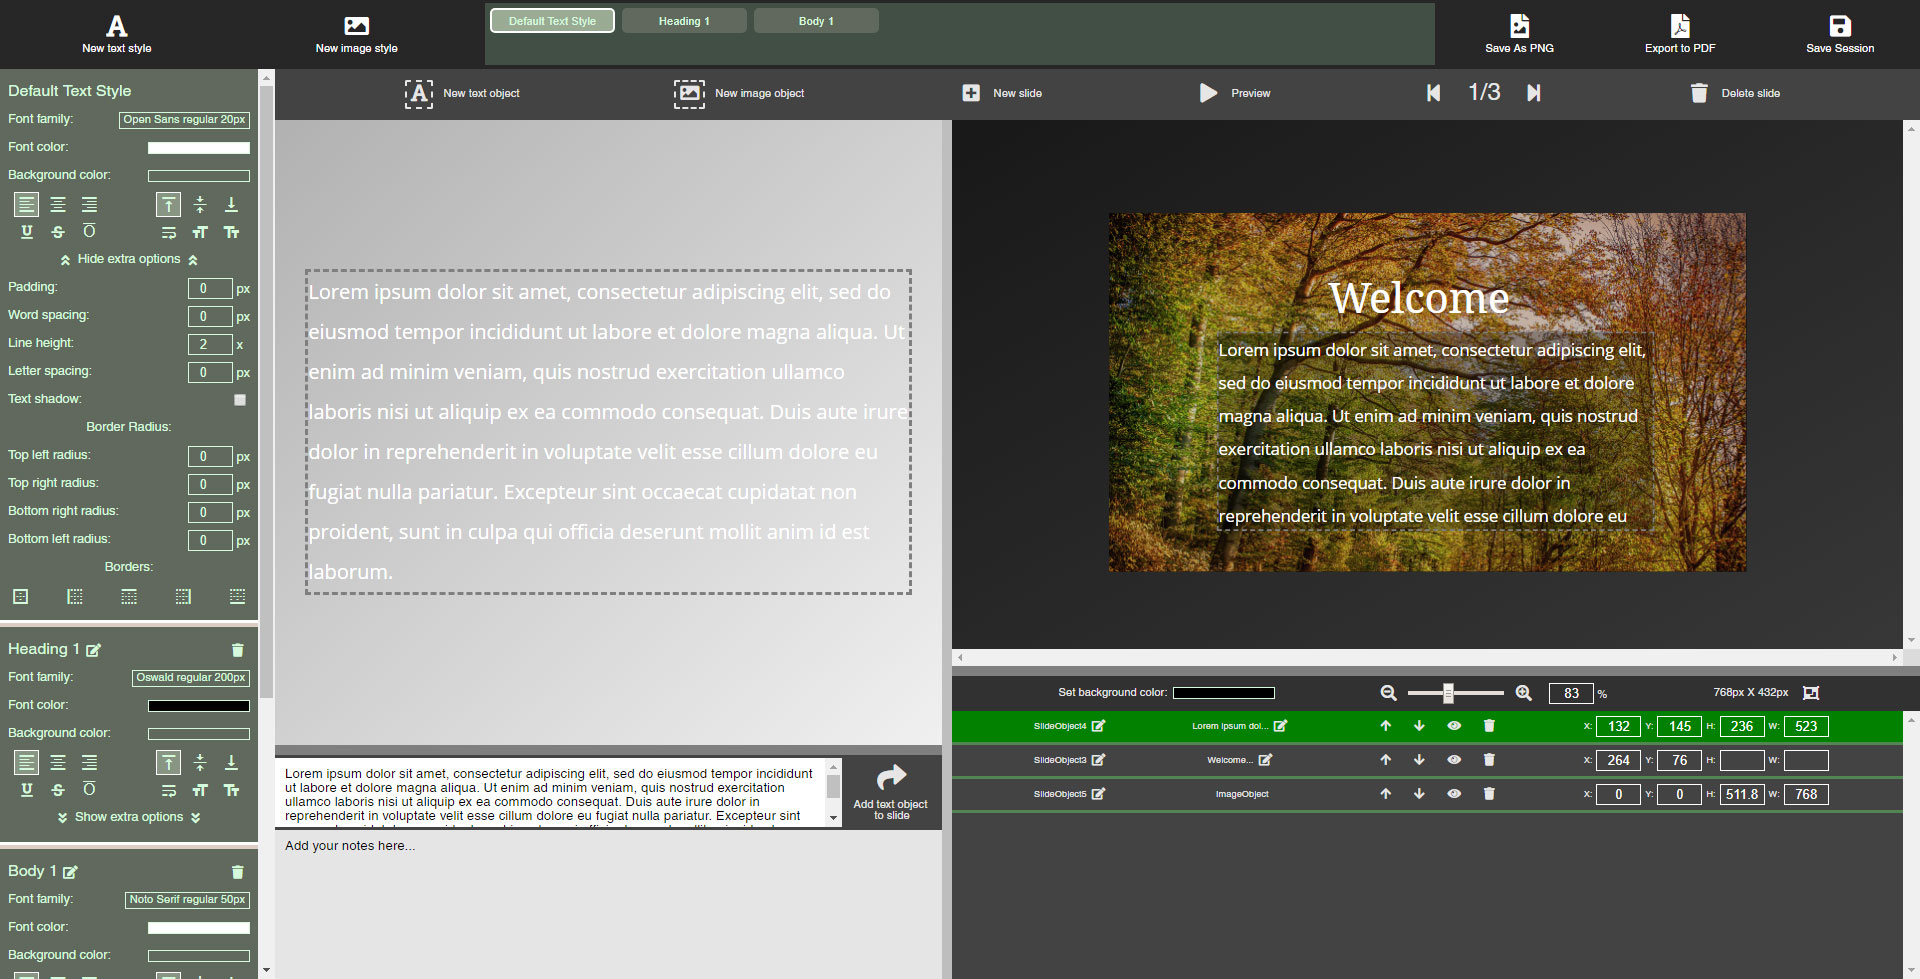 New text style
New image style
Default Text Style
Heading 1
Body 1
Save As PNG
Export to PDF
Save Session
Default Text Style
Font family:
Open Sans regular 20px
Font color:
Background color:
Hide extra options
Padding:
0 px
Word spacing:
0 px
Line height:
2 x
Letter spacing:
0 px
Text shadow:
Border Radius:
Top left radius:
0 px
Top right radius:
0 px
Bottom right radius:
0 px
Bottom left radius:
0 px
Borders:
Heading 1
Font family:
Oswald regular 200px
Font color:
Background color:
Show extra options
Body 1
Font family:
Noto Serif regular 50px
Font color:
Background color:
New text object
New image object
New slide
Preview
1/3
Delete slide
Lorem ipsum dolor sit amet, consectetur adipiscing elit, sed do
eiusmod tempor incididunt ut labore et dolore magna aliqua. Ut
enim ad minim veniam, quis nostrud exercitation ullamco
laboris nisi ut aliquip ex ea commodo consequat. Duis aute irure
dolor in reprehenderit in voluptate velit esse cillum dolore eu
fugiat nulla pariatur. Excepteur sint occaecat cupidatat non
proident, sunt in culpa qui officia deserunt mollit anim id est
laborum.
Lorem ipsum dolor sit amet, consectetur adipiscing elit, sed do eiusmod tempor incididunt
ut labore et dolore magna aliqua. Ut enim ad minim veniam, quis nostrud exercitation
ullamco laboris nisi ut aliquip ex ea commodo consequat. Duis aute irure dolor in
reprehenderit in voluptate velit esse cillum dolore eu fugiat nulla pariatur. Excepteur sint
Add text object
to slide
Add your notes here...
Welcome
Lorem ipsum dolor sit amet, consectetur adipiscing elit,
sed do eiusmod tempor incididunt ut labore et dolore
magna aliqua. Ut enim ad minim veniam, quis nostrud
exercitation ullamco laboris nisi ut aliquip ex ea
commodo consequat. Duis aute irure dolor in
reprehenderit in voluptate velit esse cillum dolore eu
Set background color:
83 %
768px X 432px
SlideObject4 Lorem ipsum dol... X: 132 Y: 145 H: 236 W: 523
SlideObject3 Welcome... X: 264 Y: 76 H: W:
SlideObject5 ImageObject X: 0 Y: 0 H: 511.8 W: 768